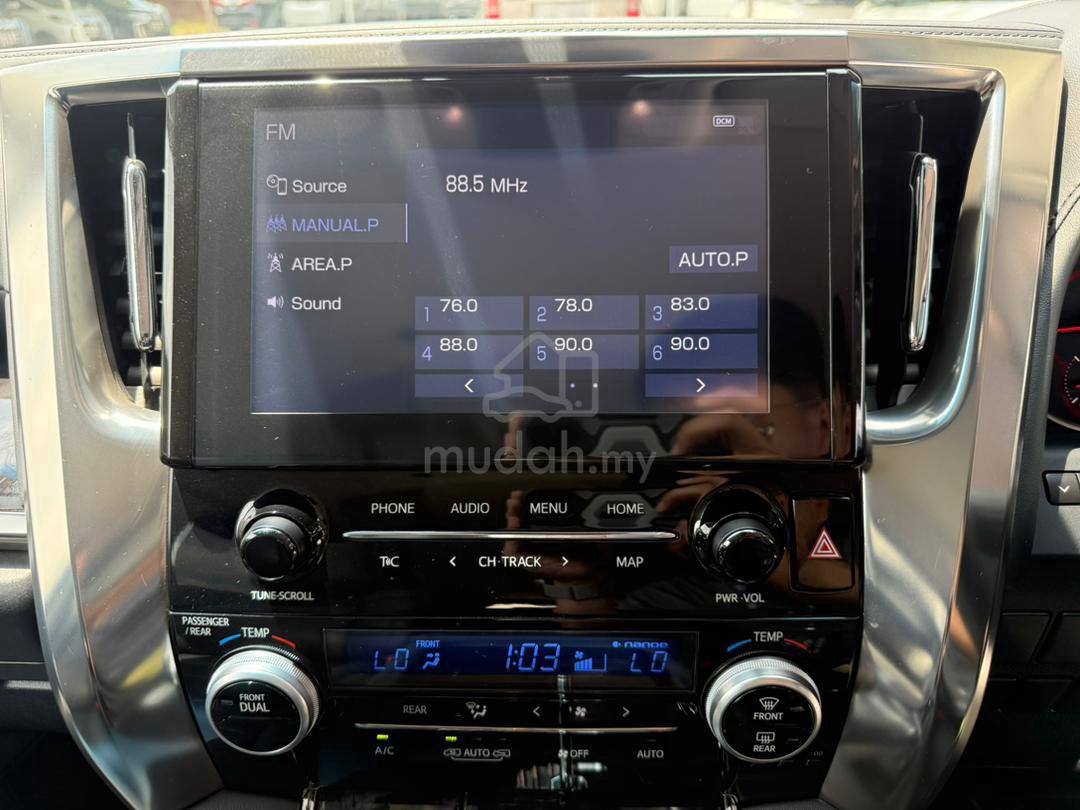 FM
DCM
Source
88.5 MHz
MANUAL.P
AREA.P
AUTO.P
Sound
1 76.0
2 78.0
3 83.0
4 88.0
5 90.0
6 90.0
< >
mudah.my
PHONE AUDIO MENU HOME
< CH·TRACK > MAP
TUNE·SCROLL
PWR·VOL
PASSENGER
/REAR
TEMP
TEMP
FRONT
LO 1:03 LO
nanoe
FRONT
DUAL
REAR < >
FRONT
REAR
A/C AUTO OFF AUTO